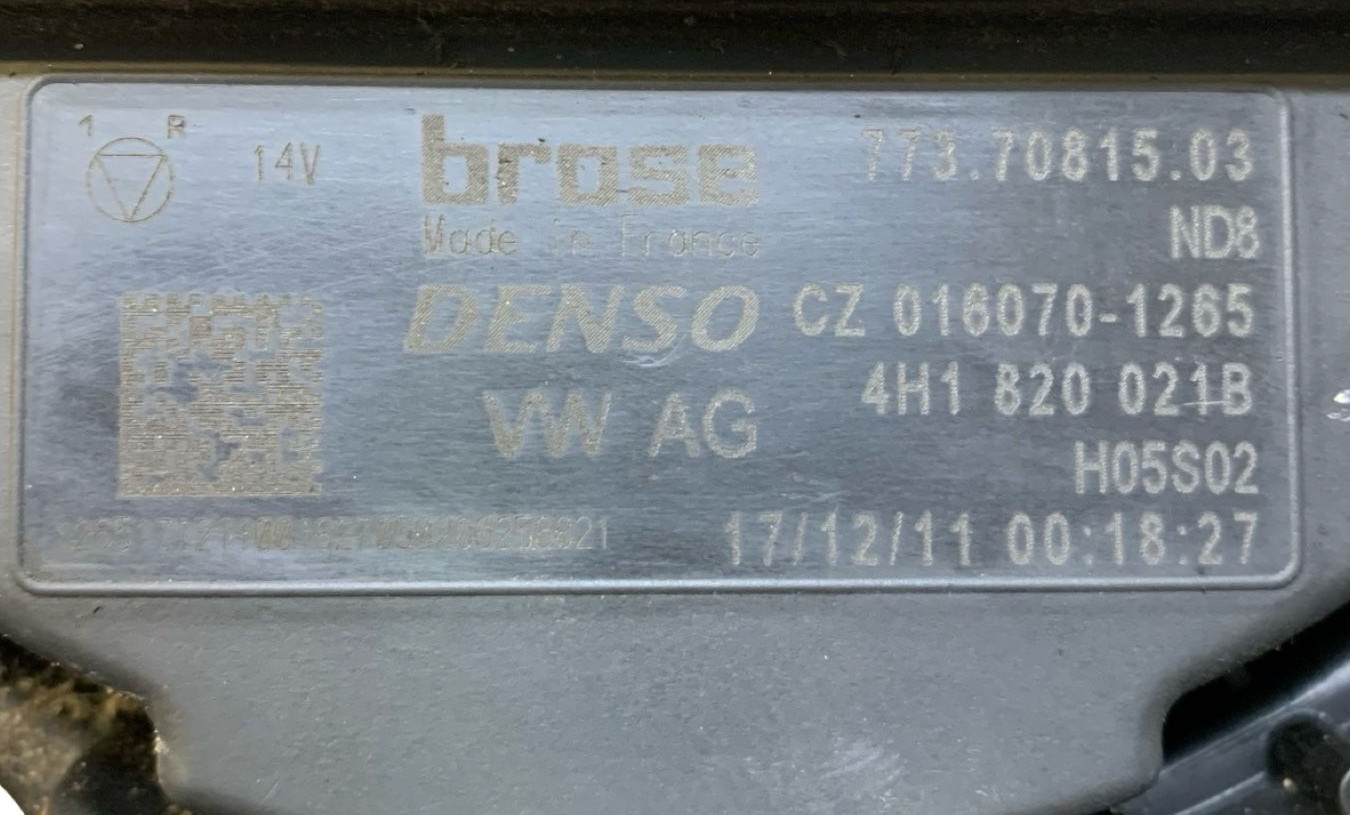 1 R
14V
brose
773.70815.03
Made in France
ND8
DENSO CZ 016070-1265
VW AG
4H1 820 021B
H05S02
17/12/11 00:18:27